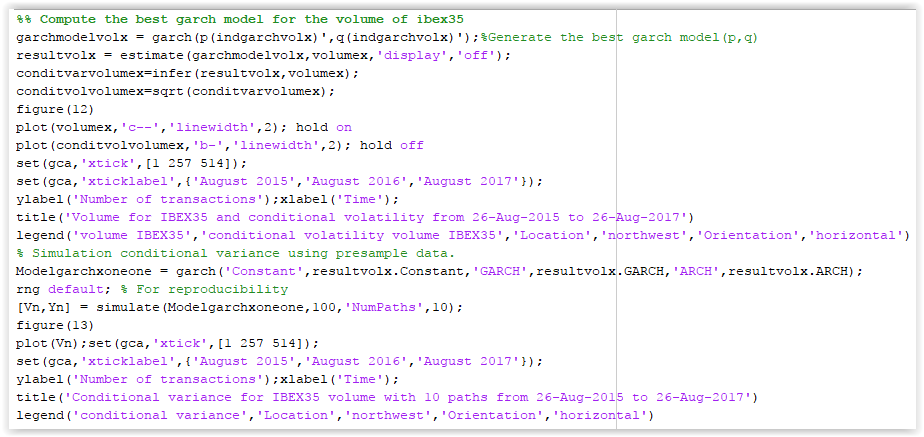 %% Compute the best garch model for the volume of ibex35
garchmodelvolx = garch(p(indgarchvolx)',q(indgarchvolx)');%Generate the best garch model(p,q)
resultvolx = estimate(garchmodelvolx,volumex,'display','off');
conditvarvolumex=infer(resultvolx,volumex);
conditvolvolumex=sqrt(conditvarvolumex);
figure(12)
plot(volumex,'c--','linewidth',2); hold on
plot(conditvolvolumex,'b-','linewidth',2); hold off
set(gca,'xtick',[1 257 514]);
set(gca,'xticklabel',{'August 2015','August 2016','August 2017'});
ylabel('Number of transactions');xlabel('Time');
title('Volume for IBEX35 and conditional volatility from 26-Aug-2015 to 26-Aug-2017')
legend('volume IBEX35','conditional volatility volume IBEX35','Location','northwest','Orientation','horizontal')
% Simulation conditional variance using presample data.
Modelgarchxoneone = garch('Constant',resultvolx.Constant,'GARCH',resultvolx.GARCH,'ARCH',resultvolx.ARCH);
rng default; % For reproducibility
[Vn,Yn] = simulate(Modelgarchxoneone,100,'NumPaths',10);
figure(13)
plot(Vn);set(gca,'xtick',[1 257 514]);
set(gca,'xticklabel',{'August 2015','August 2016','August 2017'});
ylabel('Number of transactions');xlabel('Time');
title('Conditional variance for IBEX35 volume with 10 paths from 26-Aug-2015 to 26-Aug-2017')
legend('conditional variance','Location','northwest','Orientation','horizontal')